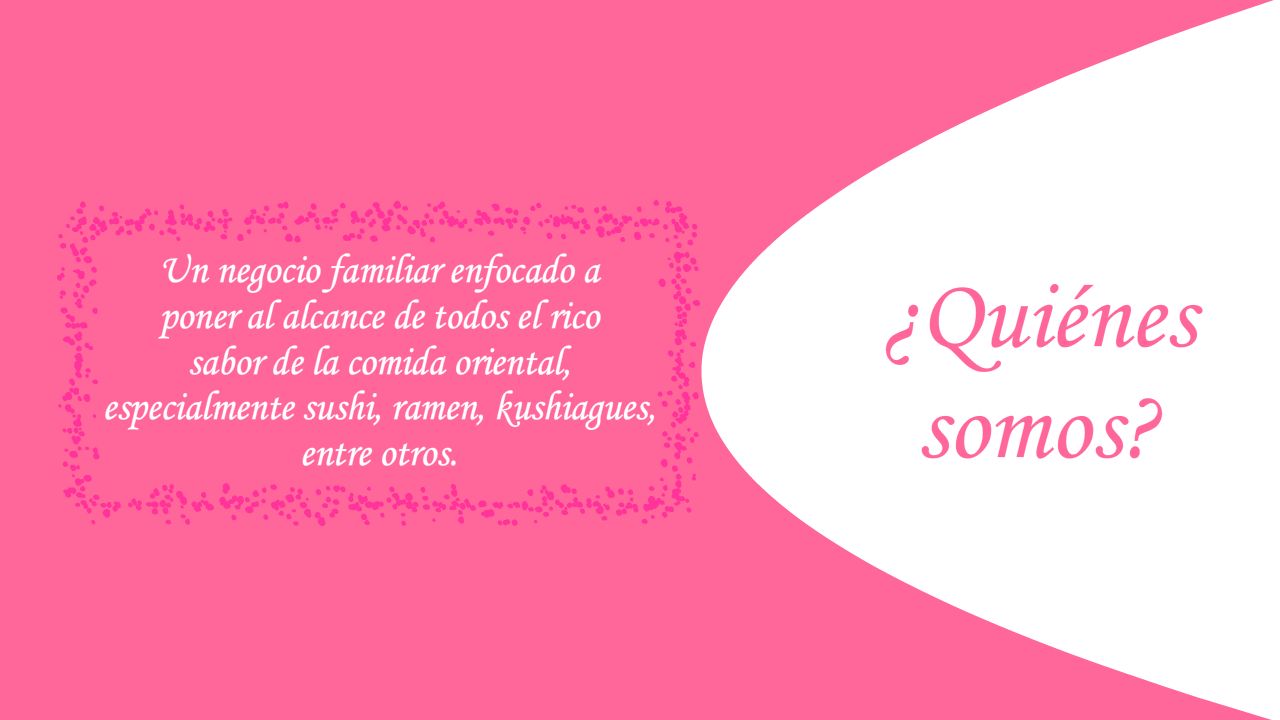 Un negocio familiar enfocado a
poner al alcance de todos el rico
sabor de la comida oriental,
especialmente sushi, ramen, kushiagues,
entre otros.
¿Quiénes
somos?